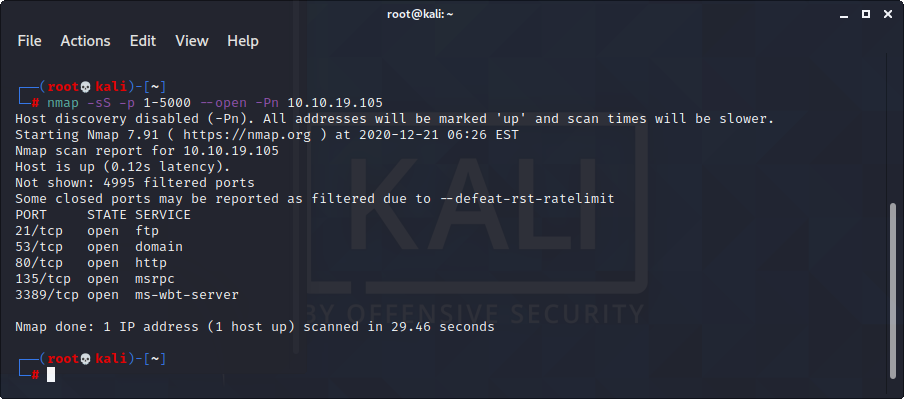 root@kali: ~
File Actions Edit View Help
┌──(root💀kali)-[~]
└─# nmap -sS -p 1-5000 --open -Pn 10.10.19.105
Host discovery disabled (-Pn). All addresses will be marked 'up' and scan times will be slower.
Starting Nmap 7.91 ( https://nmap.org ) at 2020-12-21 06:26 EST
Nmap scan report for 10.10.19.105
Host is up (0.12s latency).
Not shown: 4995 filtered ports
Some closed ports may be reported as filtered due to --defeat-rst-ratelimit
PORT     STATE SERVICE
21/tcp   open  ftp
53/tcp   open  domain
80/tcp   open  http
135/tcp  open  msrpc
3389/tcp open  ms-wbt-server
Nmap done: 1 IP address (1 host up) scanned in 29.46 seconds
┌──(root💀kali)-[~]
└─#
KALI
BY OFFENSIVE SECURITY